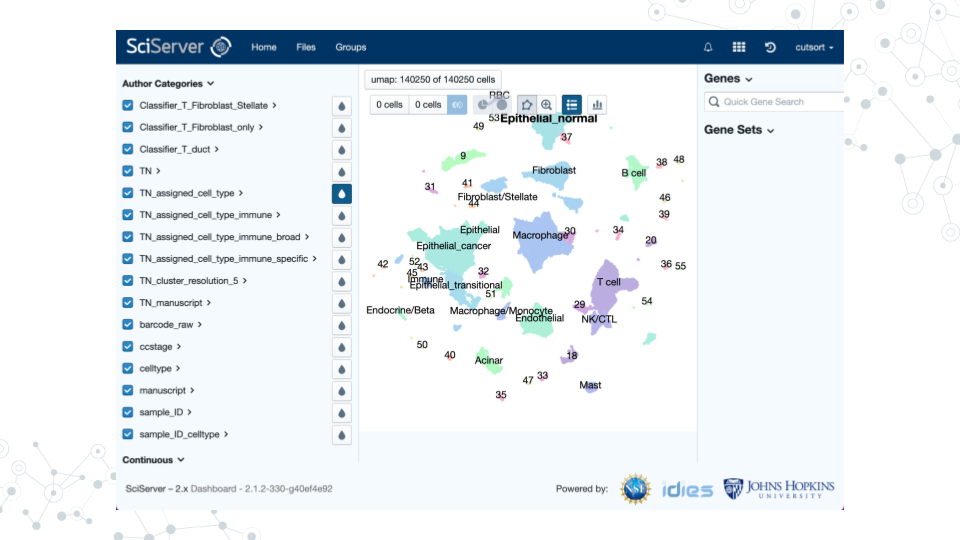 SciServer
Home
Files
Groups
cutsort
Author Categories
Classifier_T_Fibroblast_Stellate
Classifier_T_Fibroblast_only
Classifier_T_duct
TN
TN_assigned_cell_type
TN_assigned_cell_type_immune
TN_assigned_cell_type_immune_broad
TN_assigned_cell_type_immune_specific
TN_cluster_resolution_5
TN_manuscript
barcode_raw
ccstage
celltype
manuscript
sample_ID
sample_ID_celltype
Continuous
umap: 140250 of 140250 cells
0 cells
0 cells
RBC
53
Epithelial_normal
49
37
9
Fibroblast
B cell
38
48
31
41
Fibroblast/Stellate
44
46
39
Epithelial
Macrophage
30
34
20
Epithelial_cancer
42
52
43
45
Immune
32
36
55
Epithelial_transitional
51
T cell
54
29
Endocrine/Beta
Macrophage/Monocyte
Endothelial
NK/CTL
50
40
Acinar
18
47
33
Mast
35
Genes
Quick Gene Search
Gene Sets
SciServer – 2.x Dashboard - 2.1.2-330-g40ef4e92
Powered by:
NSF
idies
JOHNS HOPKINS
UNIVERSITY